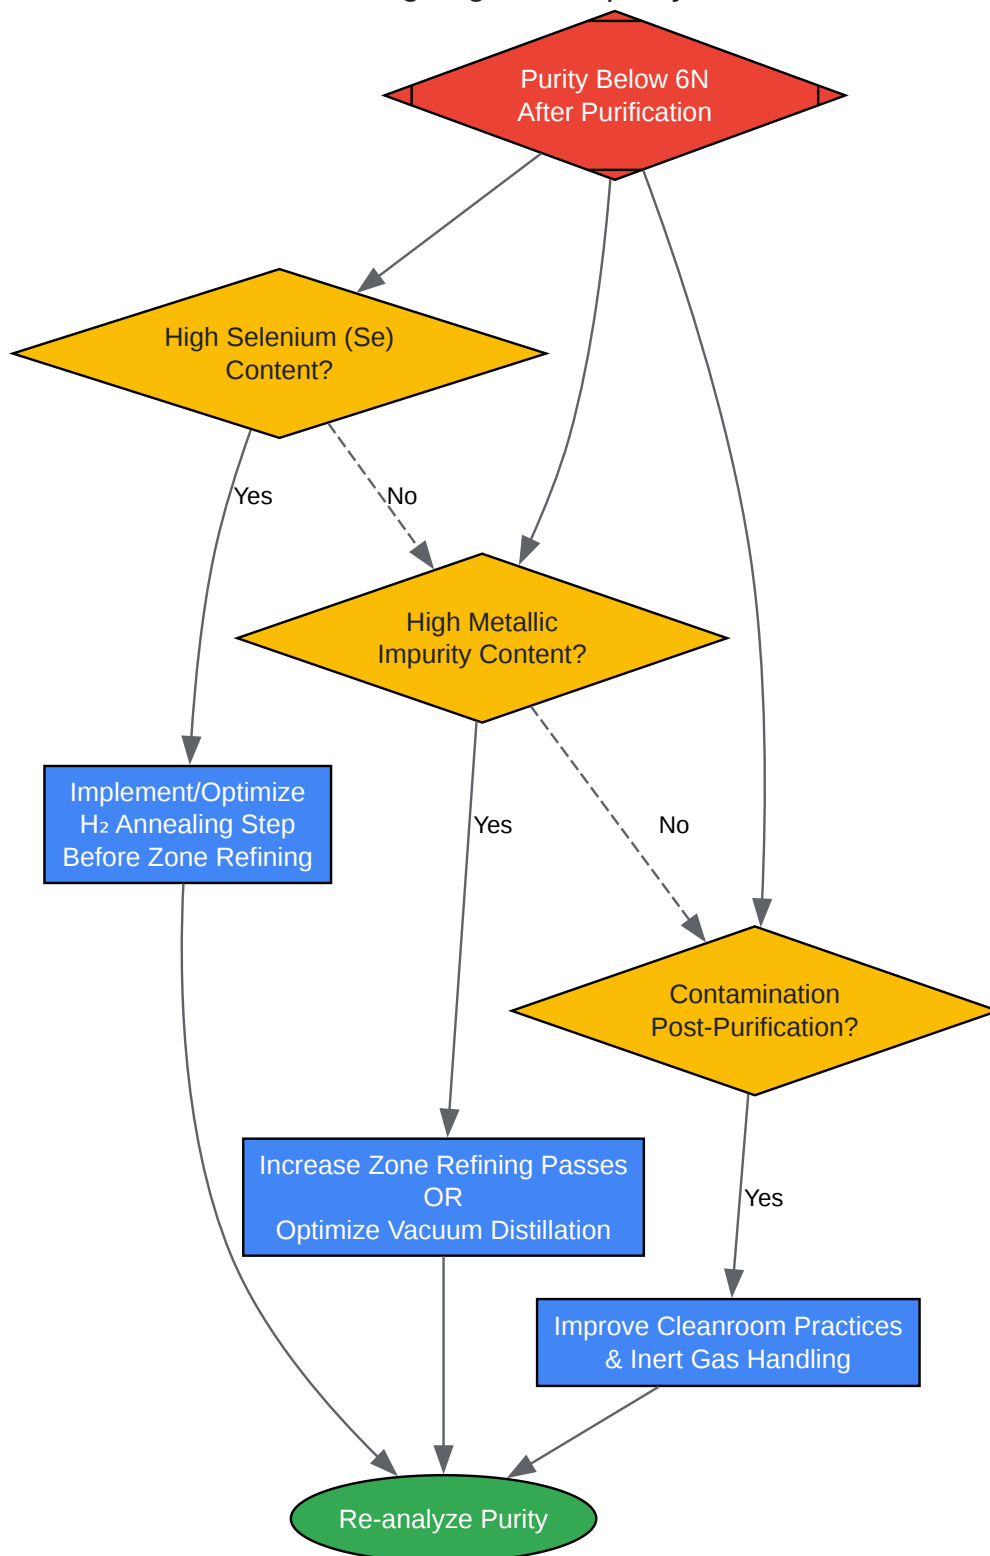 Purity Below 6N
After Purification
High Selenium (Se)
Content?
Yes
No
High Metallic
Impurity Content?
Implement/Optimize
H₂ Annealing Step
Before Zone Refining
Yes
No
Contamination
Post-Purification?
Increase Zone Refining Passes
OR
Optimize Vacuum Distillation
Yes
Improve Cleanroom Practices
& Inert Gas Handling
Re-analyze Purity